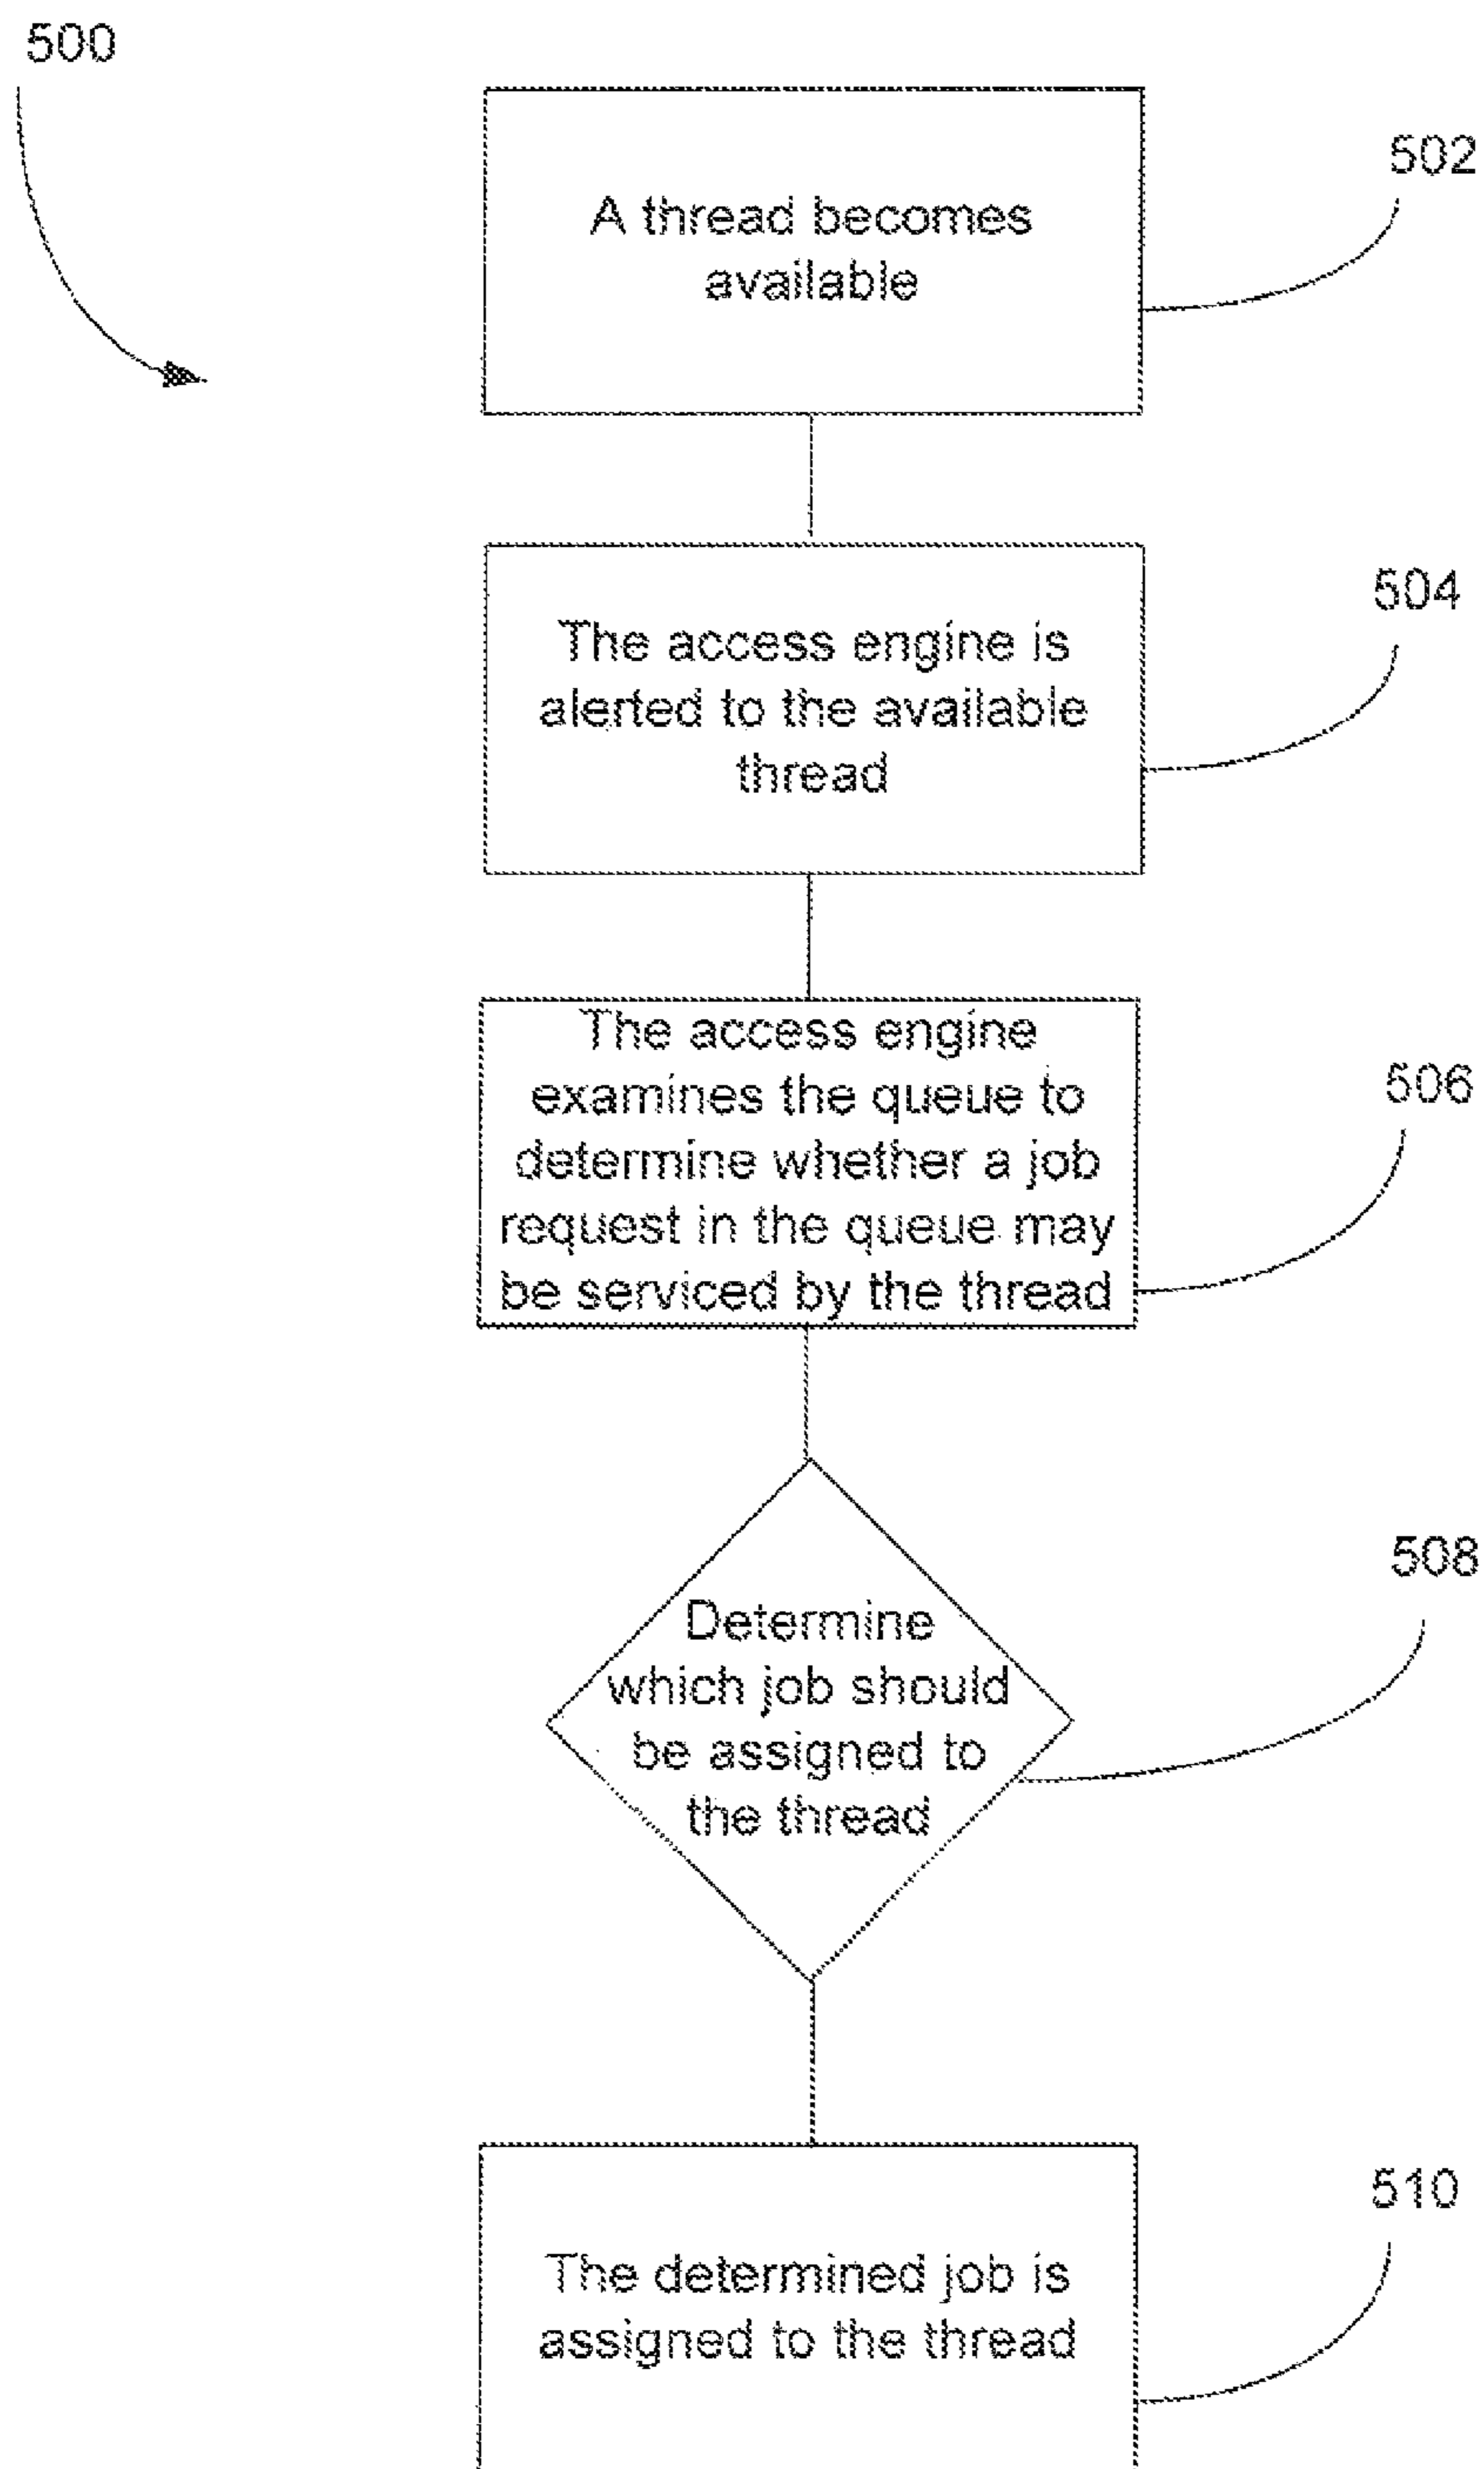 500
502
A thread becomes
available
504
The access engine is
alerted to the available
thread
The access engine
examines the queue to
determine whether a job
request in the queue may
be serviced by the thread
506
508
Determine
which job should
be assigned to
the thread
510
The determined job is
assigned to the thread